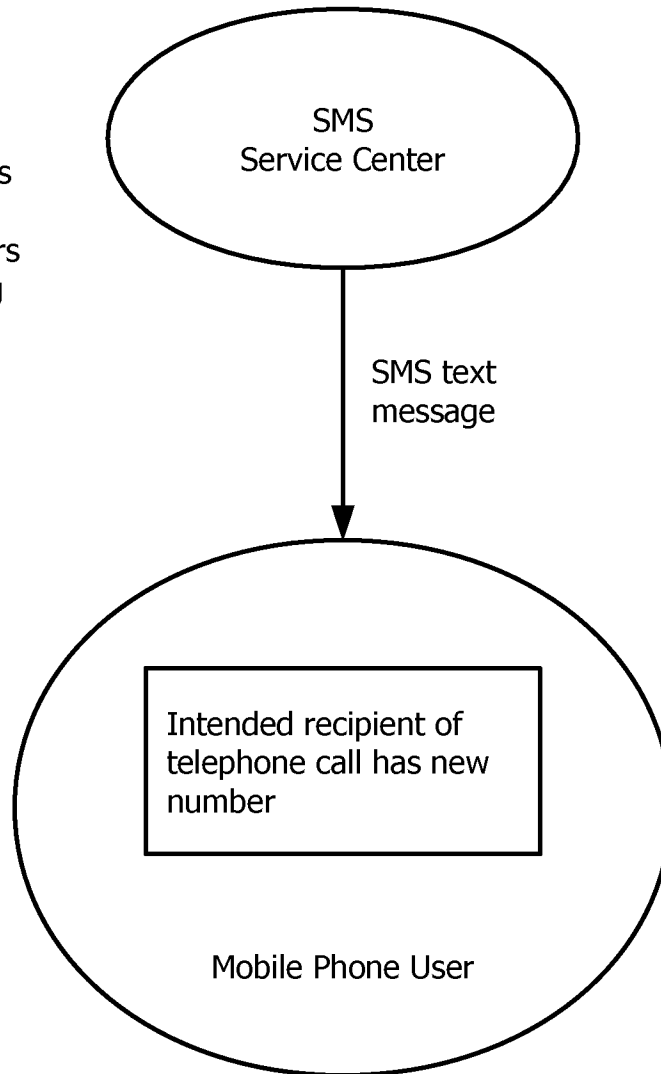 SMS
Service Center
SMS text
message
Intended recipient of
telephone call has new
number
Mobile Phone User